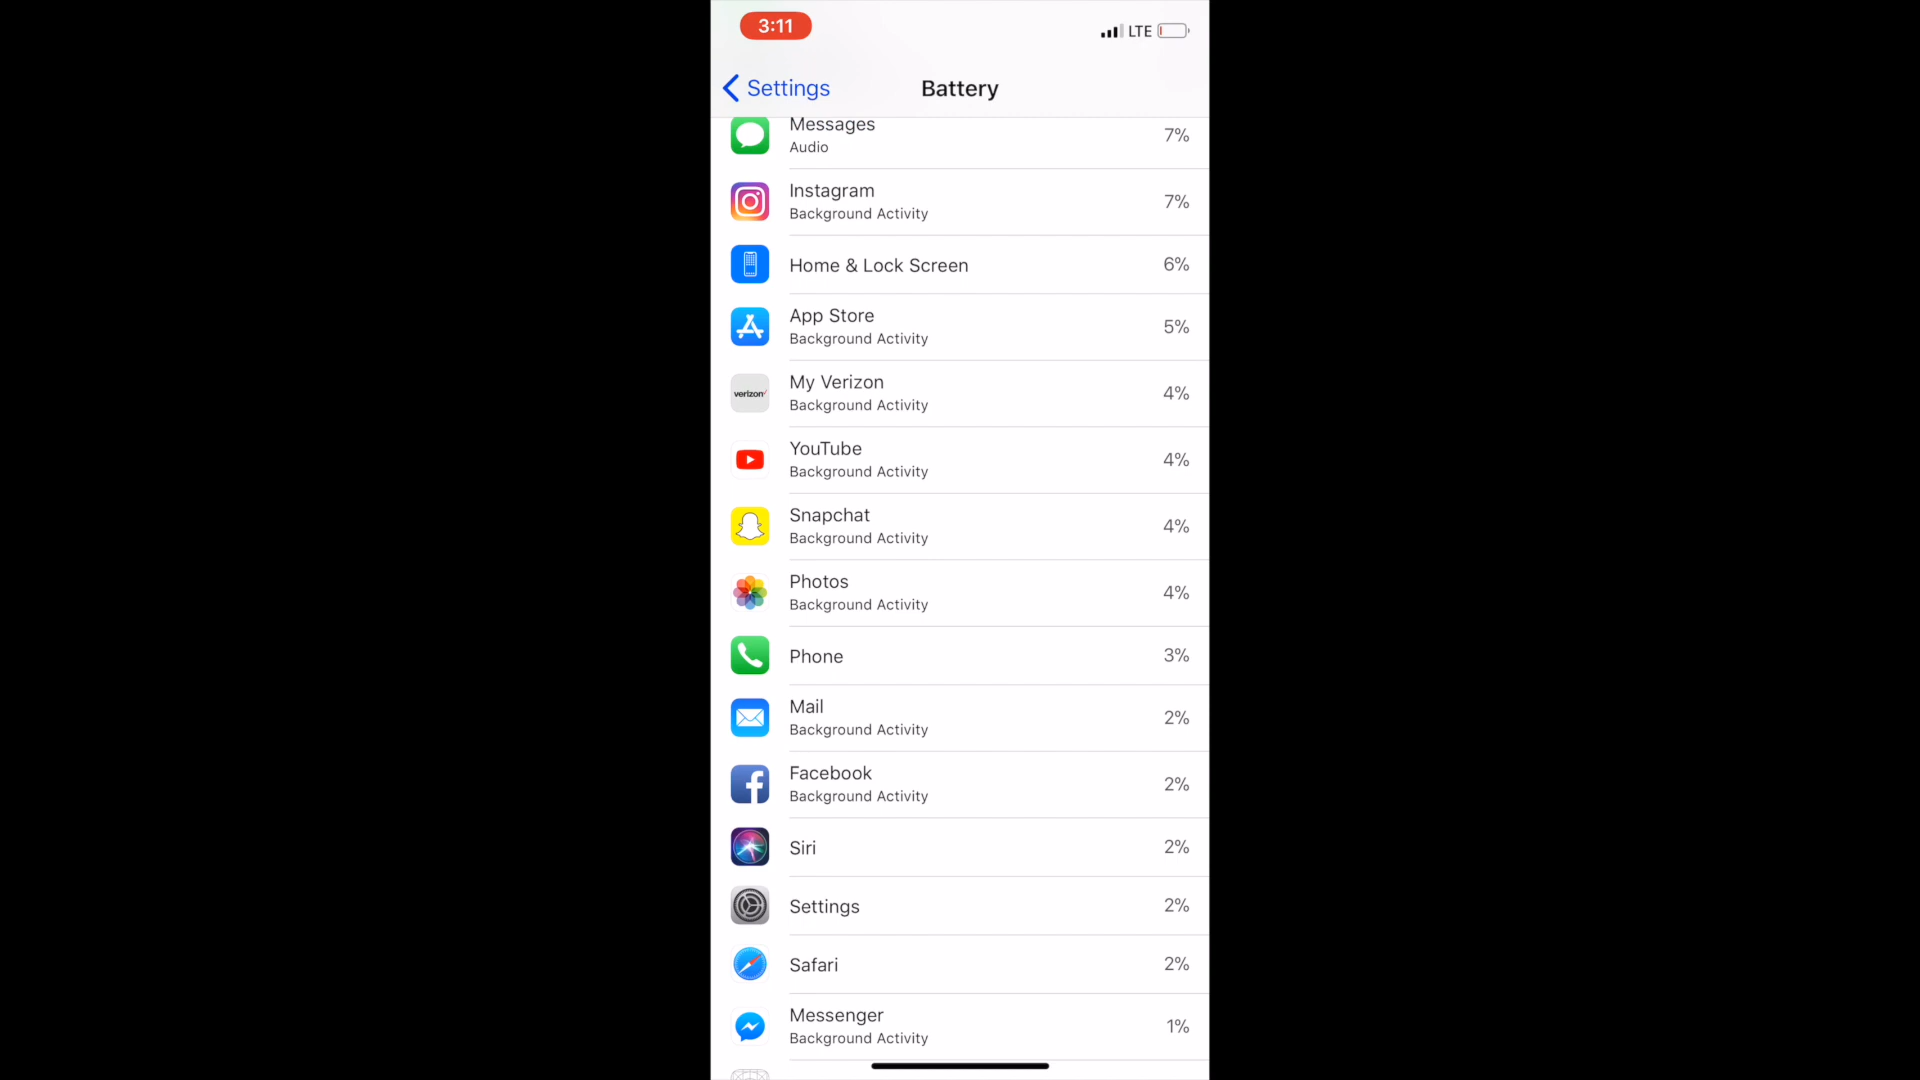 3:11
LTE
Settings
Battery
Messages
Audio
7%
Instagram
Background Activity
7%
Home & Lock Screen
6%
App Store
Background Activity
5%
verizon
My Verizon
Background Activity
4%
YouTube
Background Activity
4%
Snapchat
Background Activity
4%
Photos
Background Activity
4%
Phone
3%
Mail
Background Activity
2%
Facebook
Background Activity
2%
Siri
2%
Settings
2%
Safari
2%
Messenger
Background Activity
1%